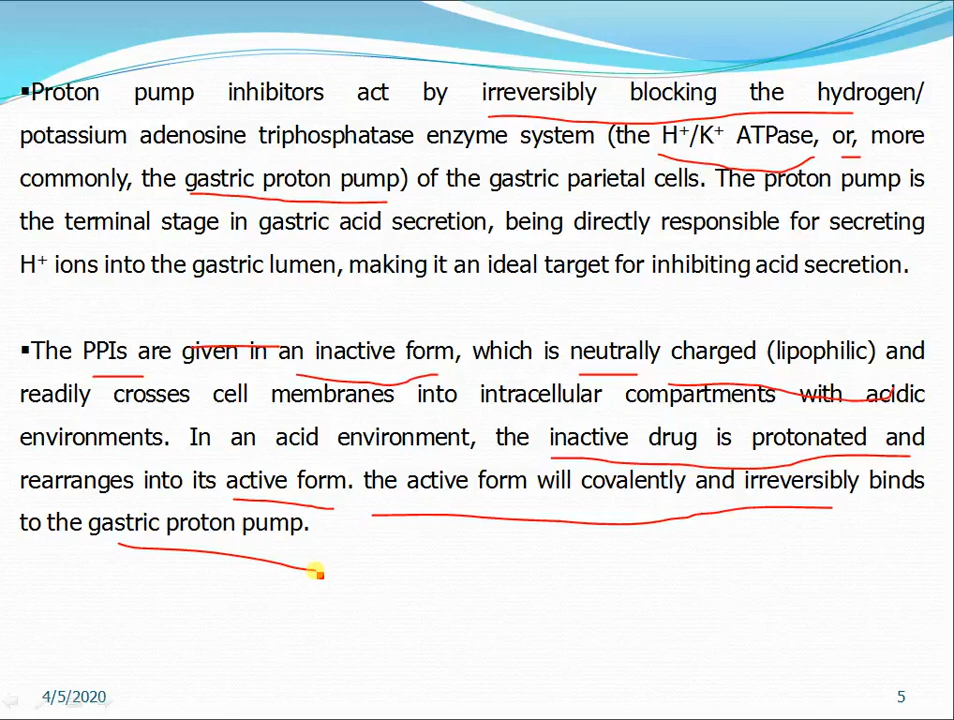 ▪Proton pump inhibitors act by irreversibly blocking the hydrogen/
potassium adenosine triphosphatase enzyme system (the H⁺/K⁺ ATPase, or, more
commonly, the gastric proton pump) of the gastric parietal cells. The proton pump is
the terminal stage in gastric acid secretion, being directly responsible for secreting
H⁺ ions into the gastric lumen, making it an ideal target for inhibiting acid secretion.
▪The PPIs are given in an inactive form, which is neutrally charged (lipophilic) and
readily crosses cell membranes into intracellular compartments with acidic
environments. In an acid environment, the inactive drug is protonated and
rearranges into its active form. the active form will covalently and irreversibly binds
to the gastric proton pump.
4/5/2020
5